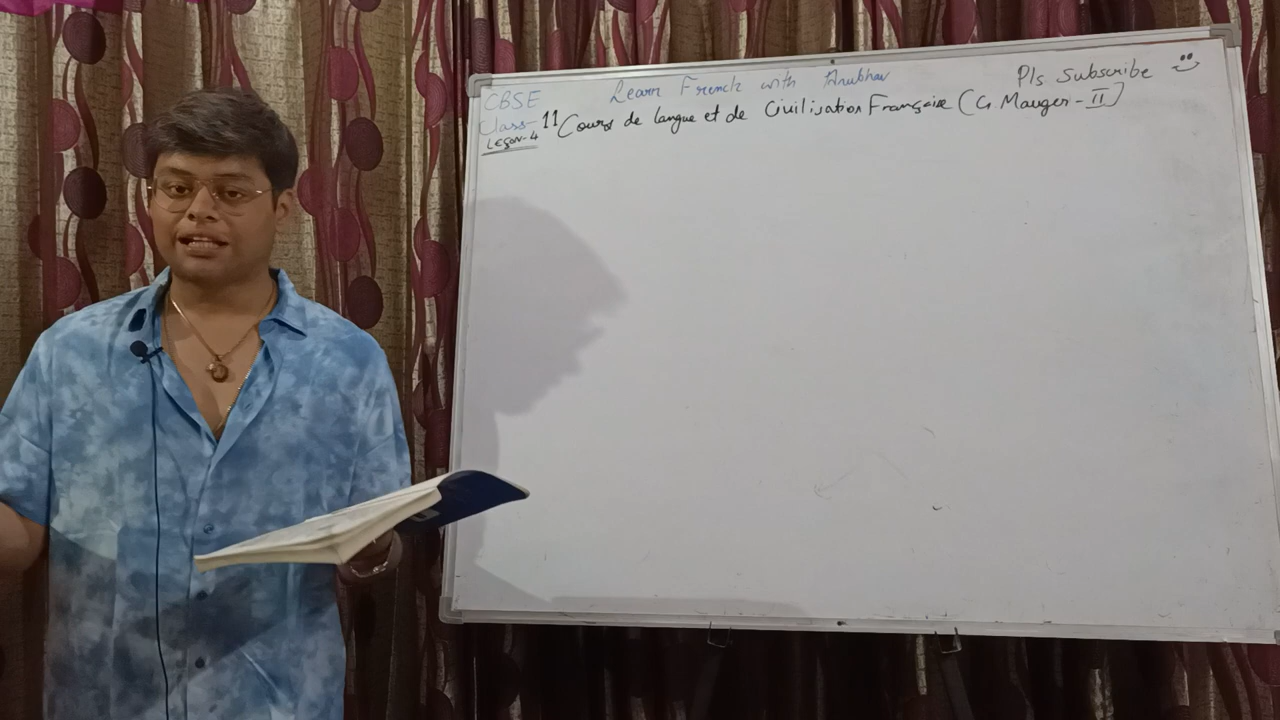 CBSE Learn French with Anubhav Pls Subscribe
Class- 11 Cours de langue et de Civilisation Française (G Mauger - II)
Leçon-4